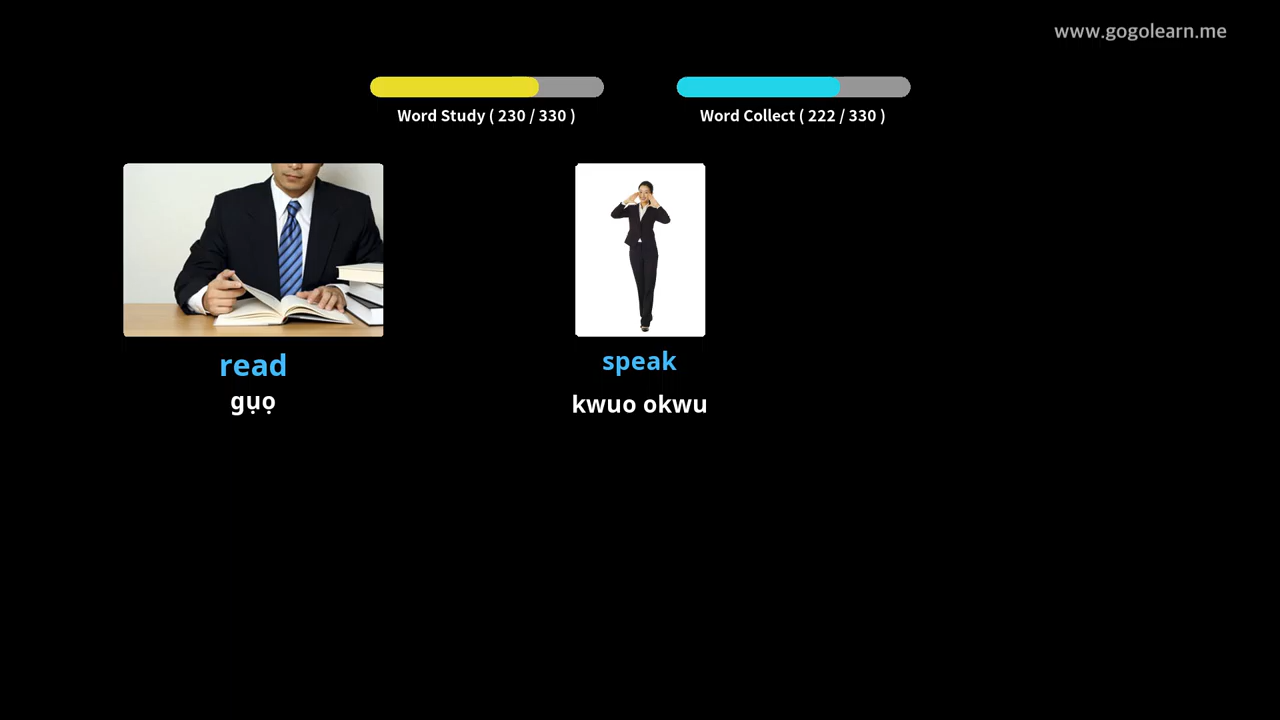 www.gogolearn.me
Word Study ( 230 / 330 )
Word Collect ( 222 / 330 )
read
gụọ
speak
kwuo okwu